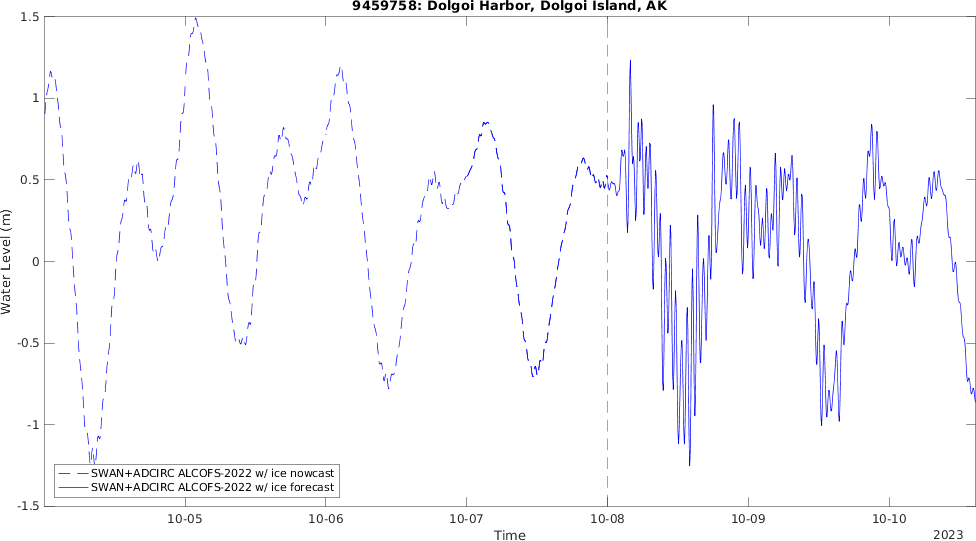 9459758: Dolgoi Harbor, Dolgoi Island, AK
1.5
1
0.5
0
-0.5
-1
-1.5
Water Level (m)
SWAN+ADCIRC ALCOFS-2022 w/ ice nowcast
SWAN+ADCIRC ALCOFS-2022 w/ ice forecast
10-05 10-06 10-07 10-08 10-09 10-10
Time
2023